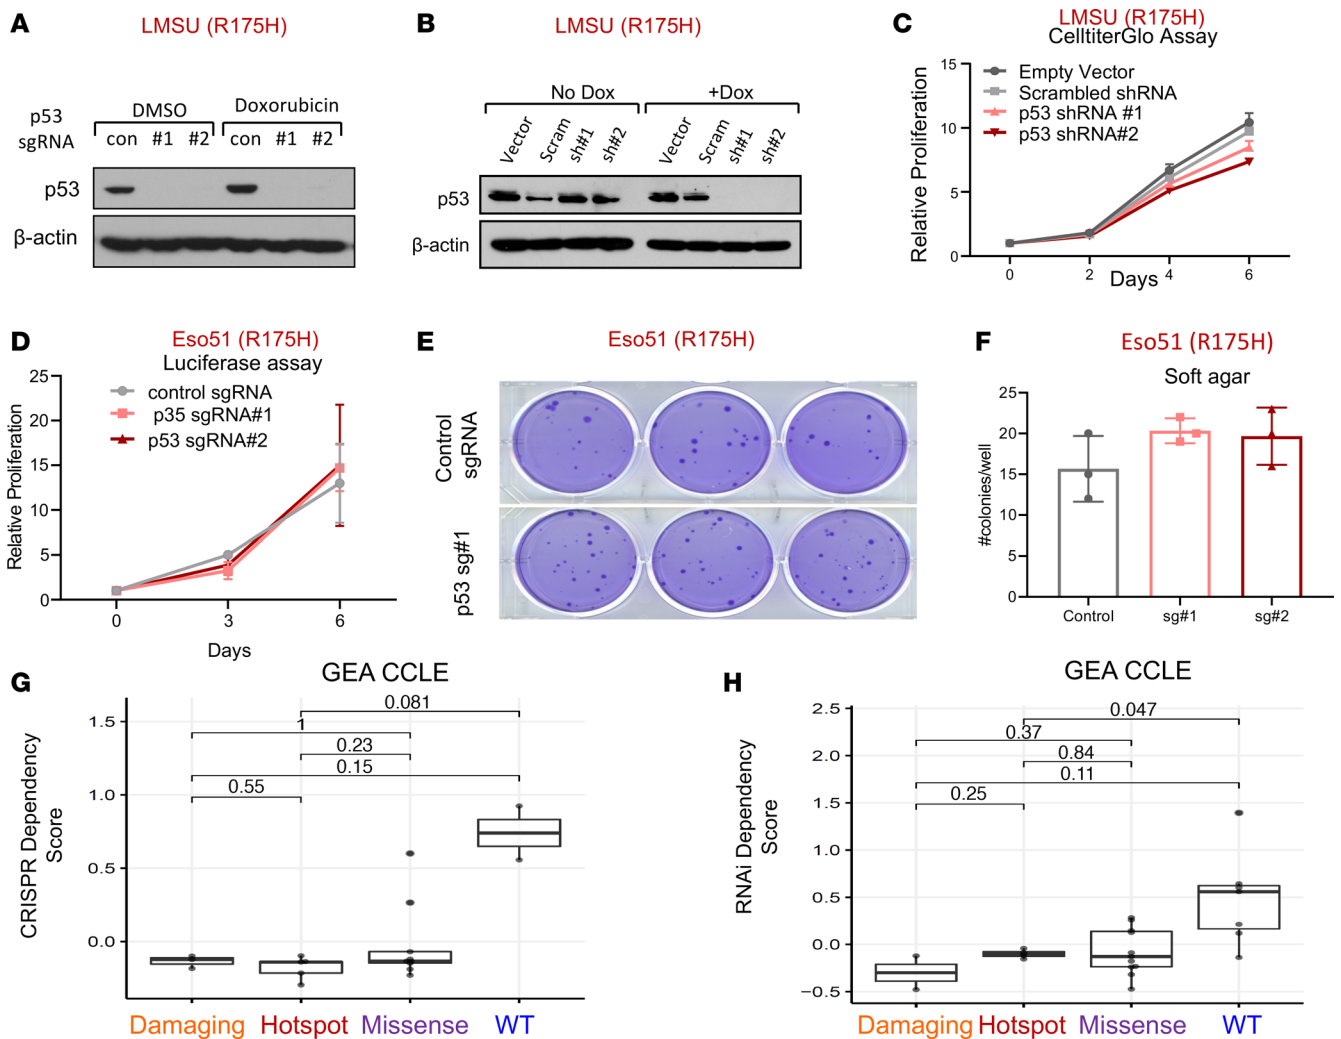 A
LMSU (R175H)
p53
sgRNA
DMSO
Doxorubicin
con #1 #2 con #1 #2
p53
β-actin
B
LMSU (R175H)
No Dox
+Dox
Vector Scram sh#1 sh#2 Vector Scram sh#1 sh#2
p53
β-actin
C
LMSU (R175H)
CelltiterGlo Assay
Relative Proliferation
15
10
5
0
Empty Vector
Scrambled shRNA
p53 shRNA #1
p53 shRNA#2
0 2 4 6
Days
D
Eso51 (R175H)
Luciferase assay
Relative Proliferation
25
20
15
10
5
0
control sgRNA
p35 sgRNA#1
p53 sgRNA#2
0 3 6
Days
E
Eso51 (R175H)
Control
sgRNA
p53 sg#1
F
Eso51 (R175H)
Soft agar
#colonies/well
25
20
15
10
5
0
Control sg#1 sg#2
G
GEA CCLE
CRISPR Dependency
Score
1.5
1.0
0.5
0.0
0.081
1
0.23
0.15
0.55
Damaging Hotspot Missense WT
H
GEA CCLE
RNAi Dependency
Score
2.5
2.0
1.5
1.0
0.5
0.0
−0.5
0.047
0.37
0.84
0.11
0.25
Damaging Hotspot Missense WT